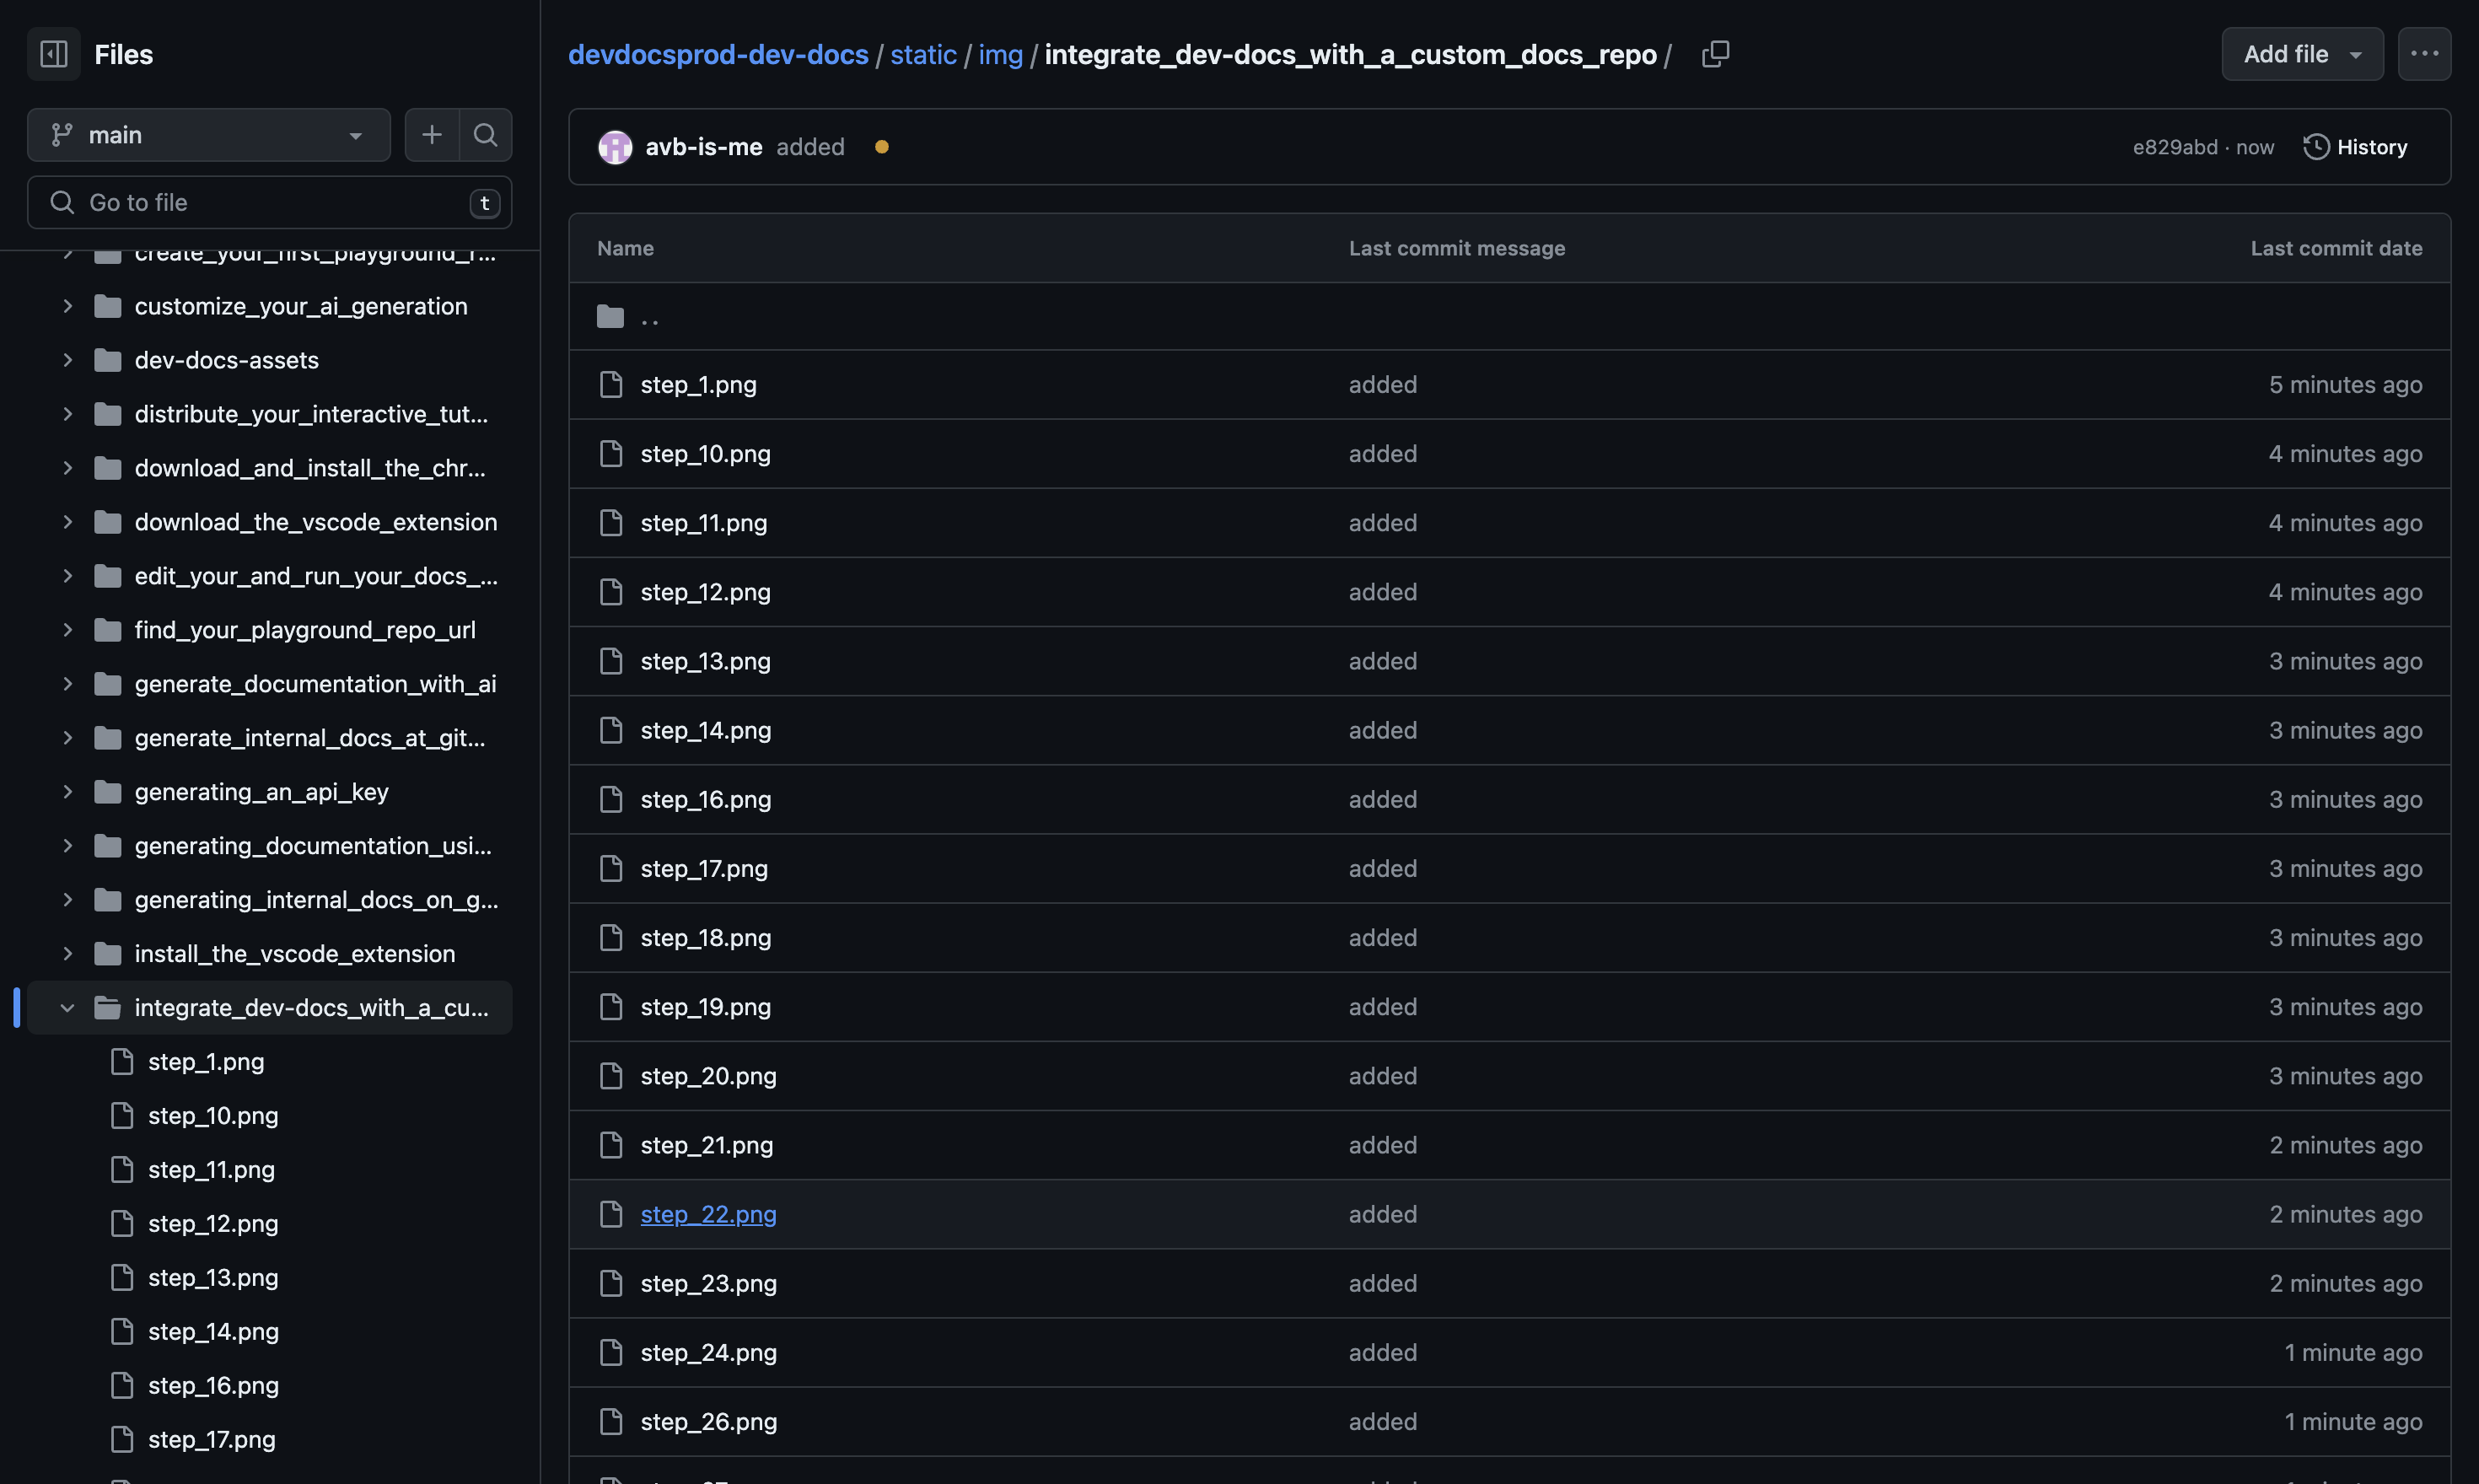 Files
main
Go to file
t
create_your_first_playground_r...
customize_your_ai_generation
dev-docs-assets
distribute_your_interactive_tut...
download_and_install_the_chr...
download_the_vscode_extension
edit_your_and_run_your_docs_...
find_your_playground_repo_url
generate_documentation_with_ai
generate_internal_docs_at_git...
generating_an_api_key
generating_documentation_usi...
generating_internal_docs_on_g...
install_the_vscode_extension
integrate_dev-docs_with_a_cu...
step_1.png
step_10.png
step_11.png
step_12.png
step_13.png
step_14.png
step_16.png
step_17.png
devdocsprod-dev-docs / static / img / integrate_dev-docs_with_a_custom_docs_repo /
Add file
avb-is-me added e829abd · now History
Name Last commit message Last commit date
..
step_1.png added 5 minutes ago
step_10.png added 4 minutes ago
step_11.png added 4 minutes ago
step_12.png added 4 minutes ago
step_13.png added 3 minutes ago
step_14.png added 3 minutes ago
step_16.png added 3 minutes ago
step_17.png added 3 minutes ago
step_18.png added 3 minutes ago
step_19.png added 3 minutes ago
step_20.png added 3 minutes ago
step_21.png added 2 minutes ago
step_22.png added 2 minutes ago
step_23.png added 2 minutes ago
step_24.png added 1 minute ago
step_26.png added 1 minute ago